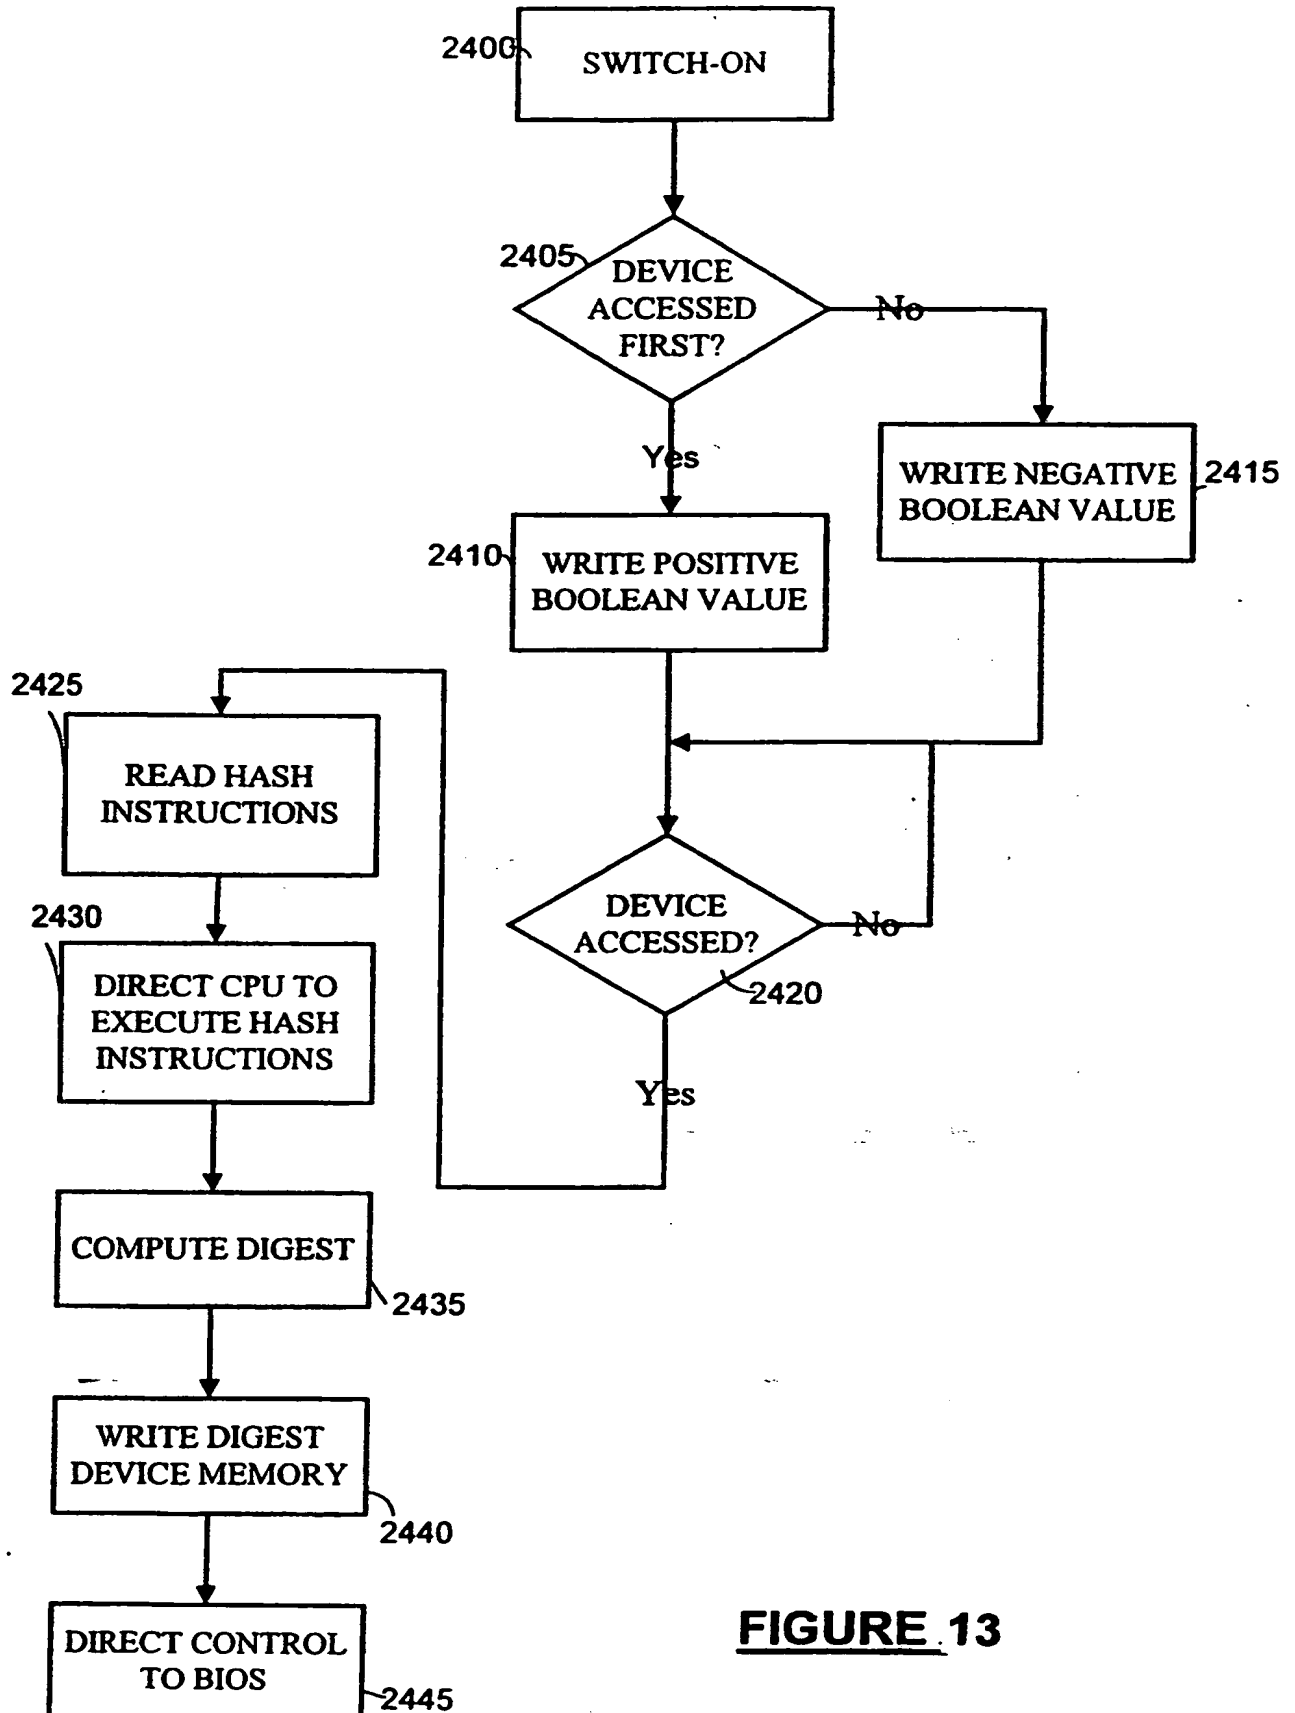 2400
SWITCH-ON
2405
DEVICE
ACCESSED
FIRST?
No
Yes
WRITE NEGATIVE
BOOLEAN VALUE
2415
2410
WRITE POSITIVE
BOOLEAN VALUE
2425
READ HASH
INSTRUCTIONS
DEVICE
ACCESSED?
No
2420
Yes
2430
DIRECT CPU TO
EXECUTE HASH
INSTRUCTIONS
COMPUTE DIGEST
2435
WRITE DIGEST
DEVICE MEMORY
2440
DIRECT CONTROL
TO BIOS
2445
FIGURE 13